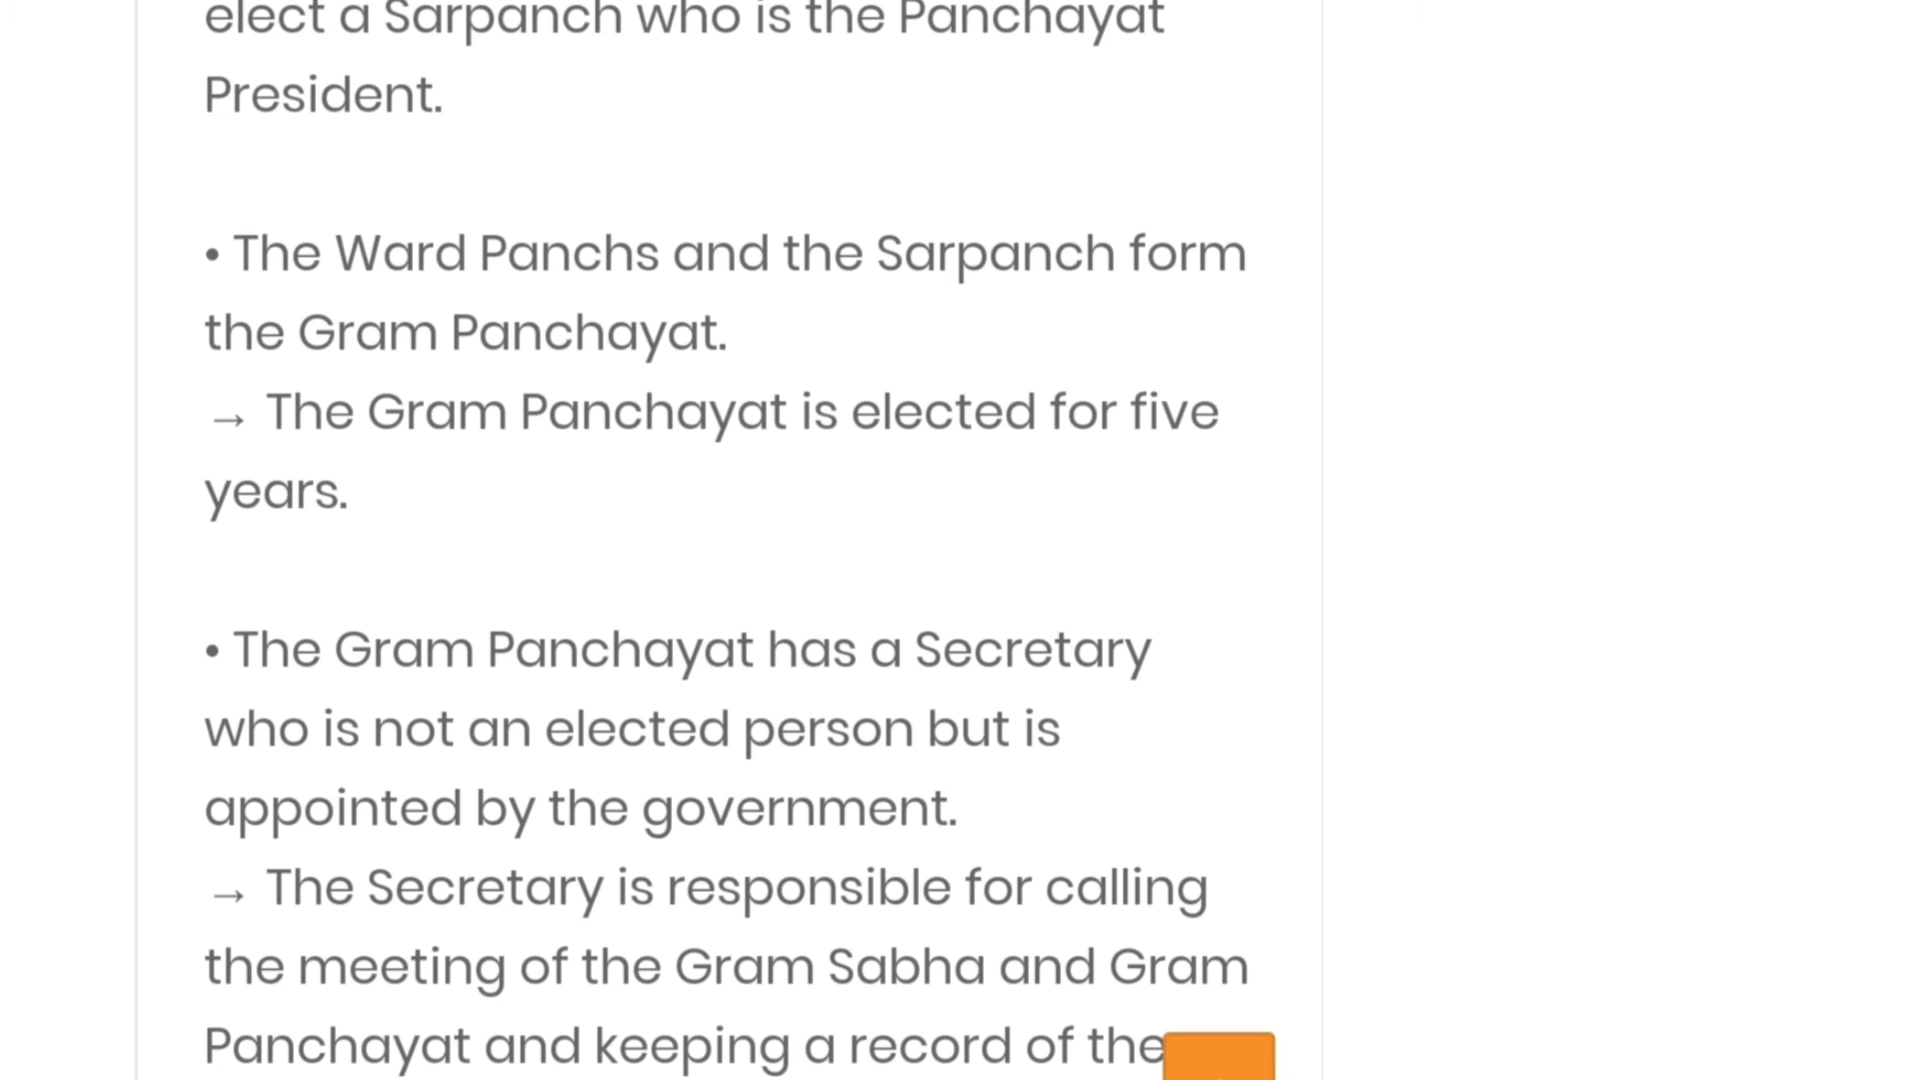 elect a Sarpanch who is the Panchayat
President.
• The Ward Panchs and the Sarpanch form
the Gram Panchayat.
→ The Gram Panchayat is elected for five
years.
• The Gram Panchayat has a Secretary
who is not an elected person but is
appointed by the government.
→ The Secretary is responsible for calling
the meeting of the Gram Sabha and Gram
Panchayat and keeping a record of the